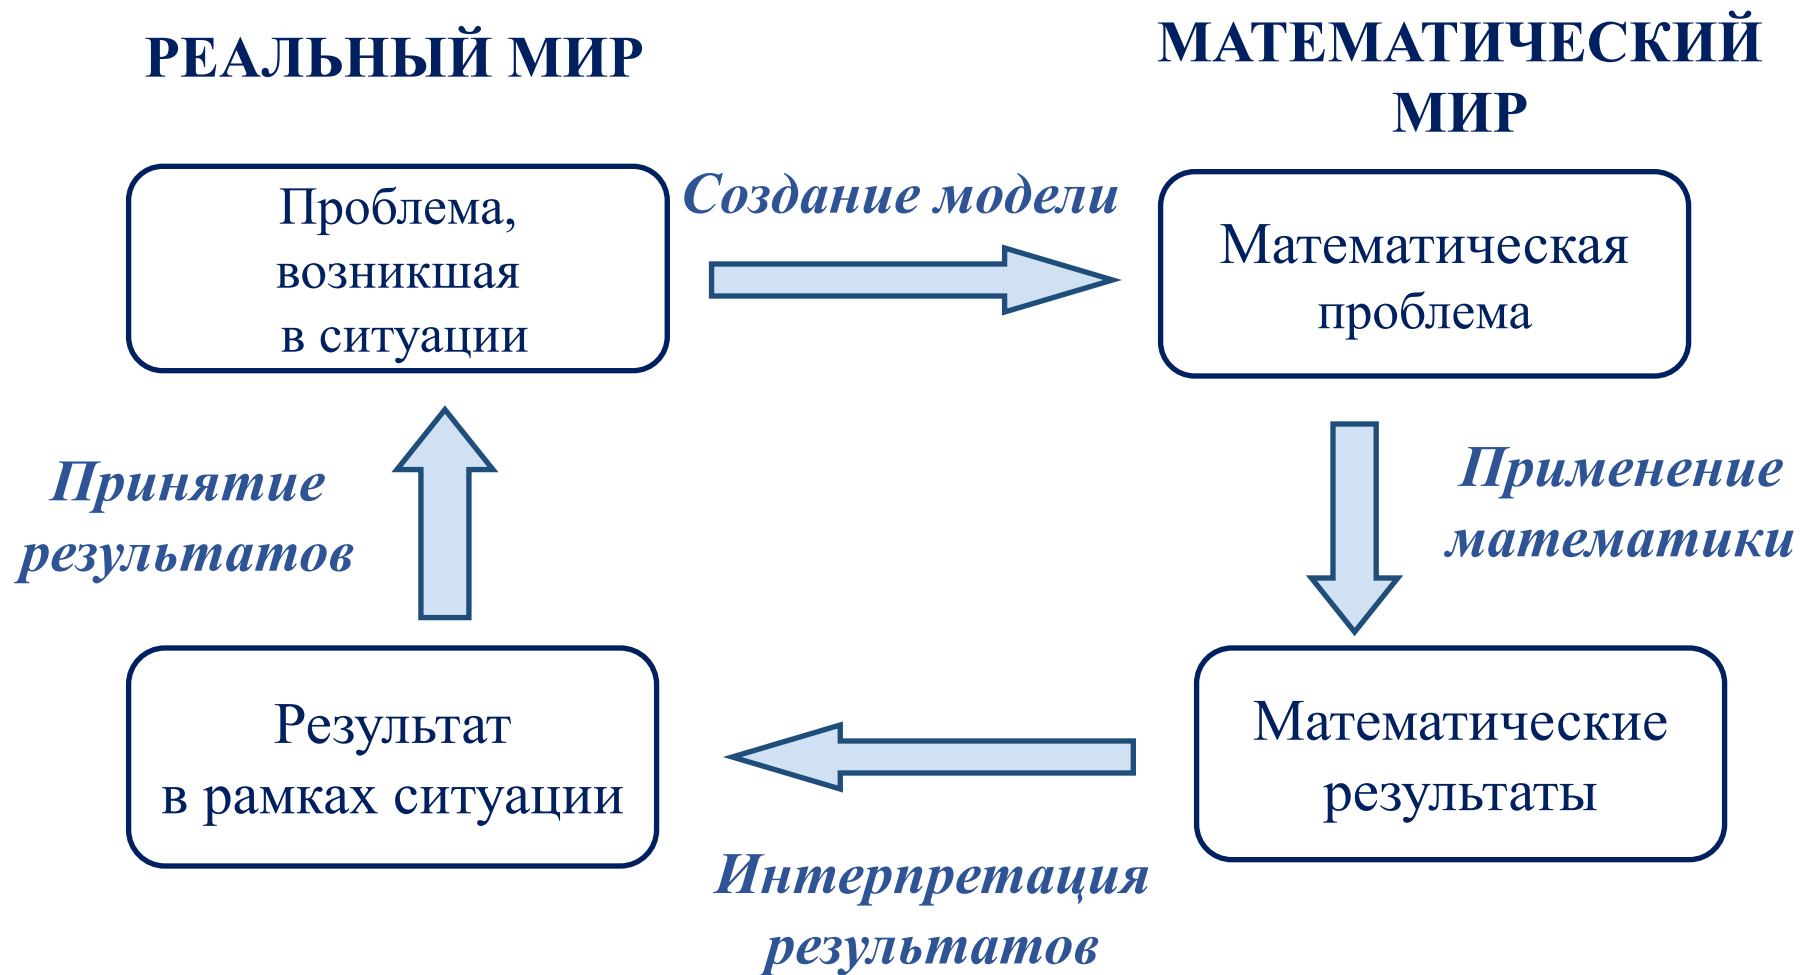 РЕАЛЬНЫЙ МИР
МАТЕМАТИЧЕСКИЙ
МИР
Проблема,
возникшая
в ситуации
Создание модели
Математическая
проблема
Принятие
результатов
Применение
математики
Результат
в рамках ситуации
Математические
результаты
Интерпретация
результатов